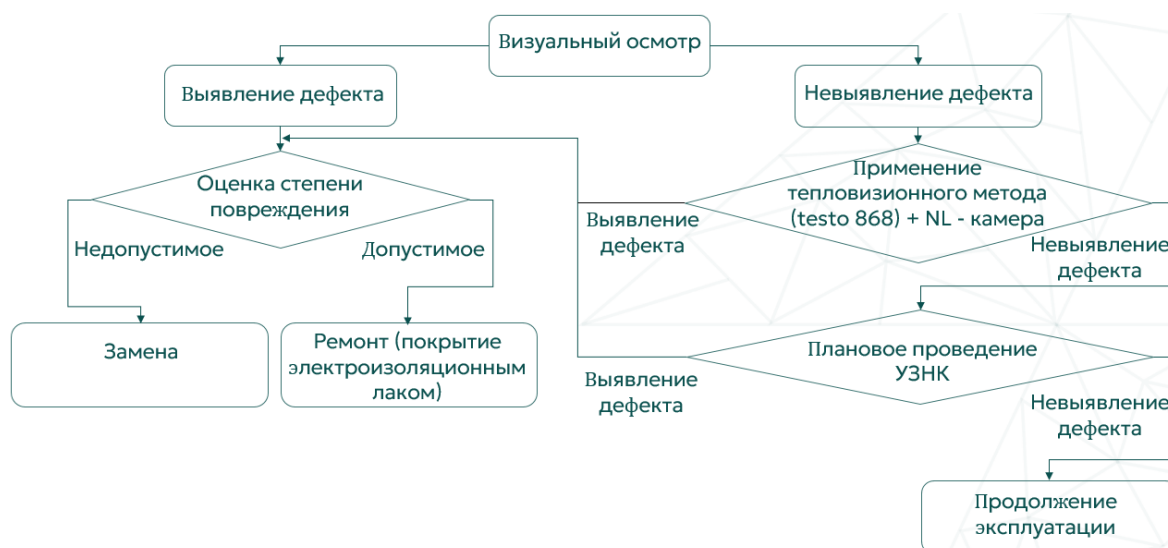 Визуальный осмотр
Выявление дефекта
Невыявление дефекта
Оценка степени
повреждения
Применение
тепловизионного метода
(testo 868) + NL - камера
Недопустимое
Допустимое
Выявление
дефекта
Невыявление
дефекта
Замена
Ремонт (покрытие
электроизоляционным
лаком)
Плановое проведение
УЗНК
Выявление
дефекта
Невыявление
дефекта
Продолжение
эксплуатации